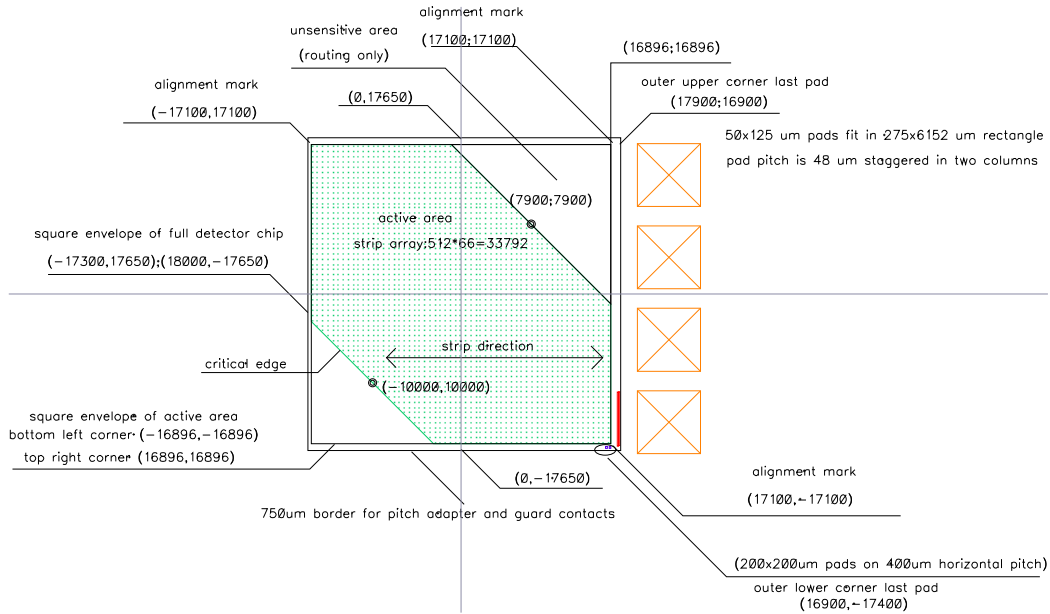 alignment mark
(17100;17100)
unsensitive area
(routing only)
(16896;16896)
alignment mark
(-17100,17100)
(0,17650)
outer upper corner last pad
(17900;16900)
50x125 um pads fit in 275x6152 um rectangle
pad pitch is 48 um staggered in two columns
(7900;7900)
active area
strip array:512*66=33792
square envelope of full detector chip
(-17300,17650);(18000,-17650)
strip direction
critical edge
(-10000,10000)
square envelope of active area
bottom left corner (-16896,-16896)
top right corner (16896,16896)
(0,-17650)
alignment mark
(17100,-17100)
750um border for pitch adapter and guard contacts
(200x200um pads on 400um horizontal pitch)
outer lower corner last pad
(16900,-17400)